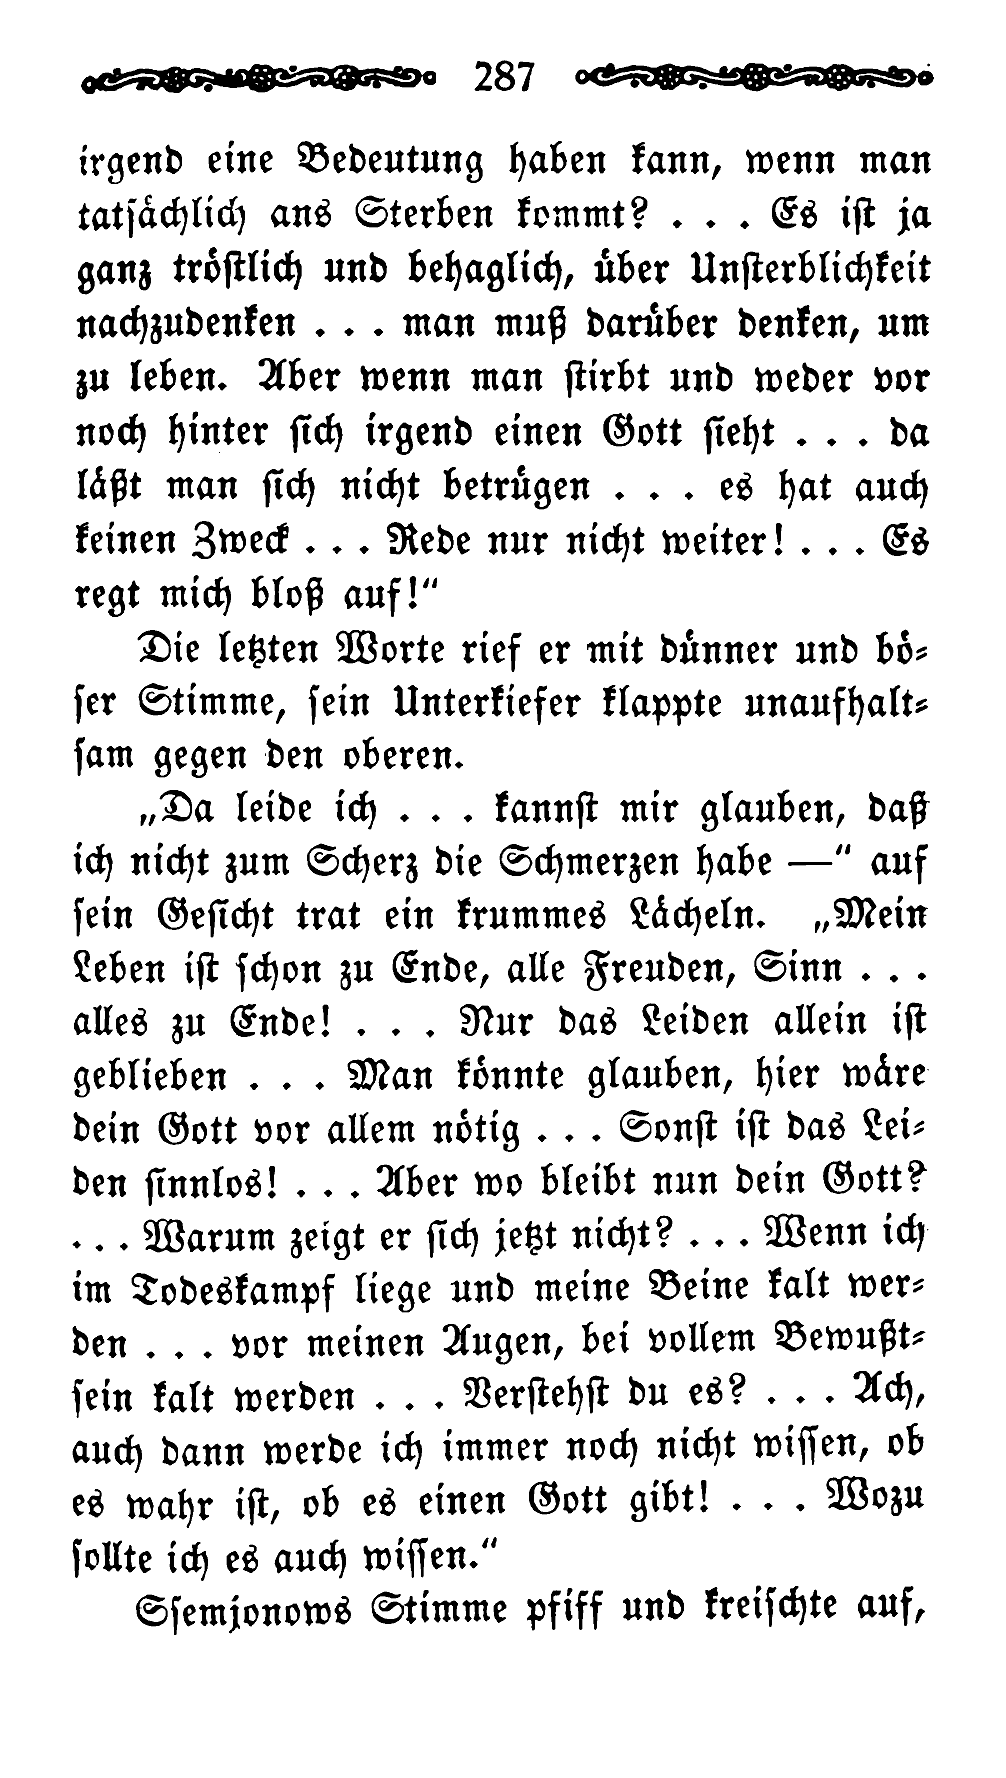 287
irgend eine Bedeutung haben kann, wenn man
tatſächlich ans Sterben kommt? . . . Es iſt ja
ganz tröſtlich und behaglich, über Unſterblichkeit
nachzudenken . . . man muß darüber denken, um
zu leben. Aber wenn man ſtirbt und weder vor
noch hinter ſich irgend einen Gott ſieht . . . da
läßt man ſich nicht betrügen . . . es hat auch
keinen Zweck . . . Rede nur nicht weiter! . . . Es
regt mich bloß auf!“
Die letzten Worte rief er mit dünner und bö⸗
ſer Stimme, ſein Unterkiefer klappte unaufhalt⸗
ſam gegen den oberen.
„Da leide ich . . . kannſt mir glauben, daß
ich nicht zum Scherz die Schmerzen habe —“ auf
ſein Geſicht trat ein krummes Lächeln. „Mein
Leben iſt ſchon zu Ende, alle Freuden, Sinn . . .
alles zu Ende! . . . Nur das Leiden allein iſt
geblieben . . . Man könnte glauben, hier wäre
dein Gott vor allem nötig . . . Sonſt iſt das Lei⸗
den ſinnlos! . . . Aber wo bleibt nun dein Gott?
. . . Warum zeigt er ſich jetzt nicht? . . . Wenn ich
im Todeskampf liege und meine Beine kalt wer⸗
den . . . vor meinen Augen, bei vollem Bewußt⸗
ſein kalt werden . . . Verſtehſt du es? . . . Ach,
auch dann werde ich immer noch nicht wiſſen, ob
es wahr iſt, ob es einen Gott gibt! . . . Wozu
ſollte ich es auch wiſſen.“
Sſemjonows Stimme pfiff und kreiſchte auf,